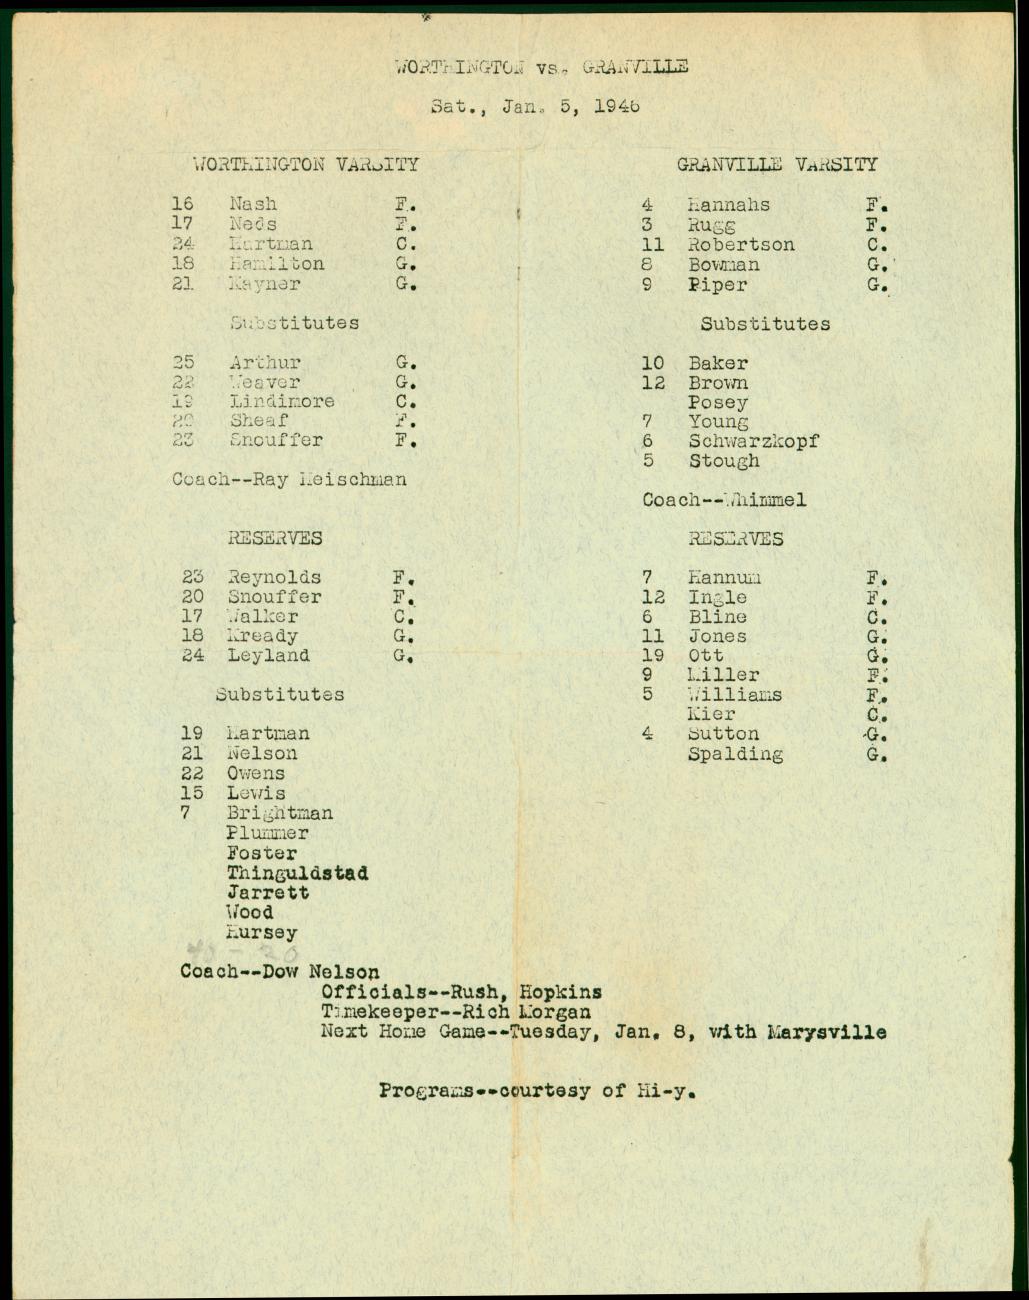 WORTHINGTON vs. GRANVILLE
Sat., Jan. 5, 1946
WORTHINGTON VARSITY
16 Nash F.
17 Neds F.
24 Hartman C.
18 Hamilton G.
21 Rayner G.
Substitutes
25 Arthur G.
22 Weaver G.
19 Lindimore C.
20 Sheaf F.
23 Snouffer F.
Coach--Ray Heischman
RESERVES
23 Reynolds F.
20 Snouffer F.
17 Walker C.
18 Kready G.
24 Leyland G.
Substitutes
19 Hartman
21 Nelson
22 Owens
15 Lewis
7 Brightman
Plummer
Foster
Thinguldstad
Jarrett
Wood
Hursey
40-20
Coach--Dow Nelson
GRANVILLE VARSITY
4 Hannahs F.
3 Rugg F.
11 Robertson C.
8 Bowman G.
9 Piper G.
Substitutes
10 Baker
12 Brown
Posey
7 Young
6 Schwarzkopf
5 Stough
Coach--Whimmel
RESERVES
7 Hannum F.
12 Ingle F.
6 Bline C.
11 Jones G.
19 Ott G.
9 Miller F.
5 Williams F.
Kier C.
4 Sutton G.
Spalding G.
Officials--Rush, Hopkins
Timekeeper--Rich Morgan
Next Home Game--Tuesday, Jan. 8, with Marysville
Programs--courtesy of Hi-y.